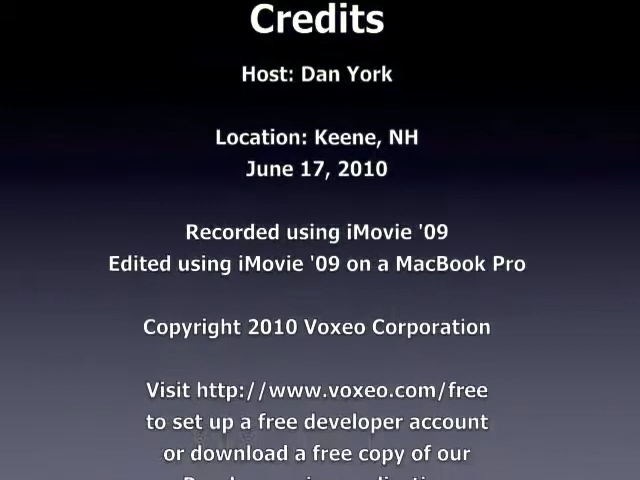 Credits
Host: Dan York
Location: Keene, NH
June 17, 2010
Recorded using iMovie '09
Edited using iMovie '09 on a MacBook Pro
Copyright 2010 Voxeo Corporation
Visit http://www.voxeo.com/free
to set up a free developer account
or download a free copy of our